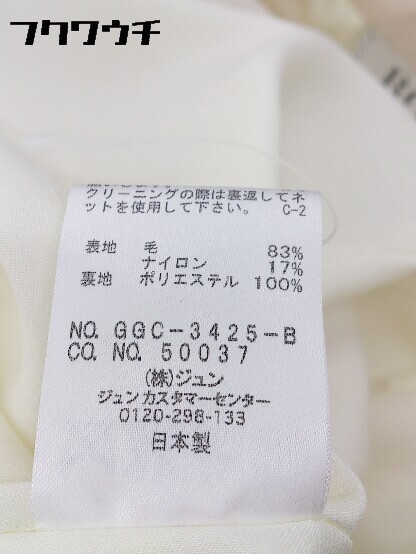 フクワウチ
クリーニングの際は裏返してネ
ットを使用して下さい。 C-2
表地 毛 83%
ナイロン 17%
裏地 ポリエステル 100%
NO. GGC-3425-B
CO. NO. 50037
(株)ジュン
ジュンカスタマーセンター
0120-298-133
日本製